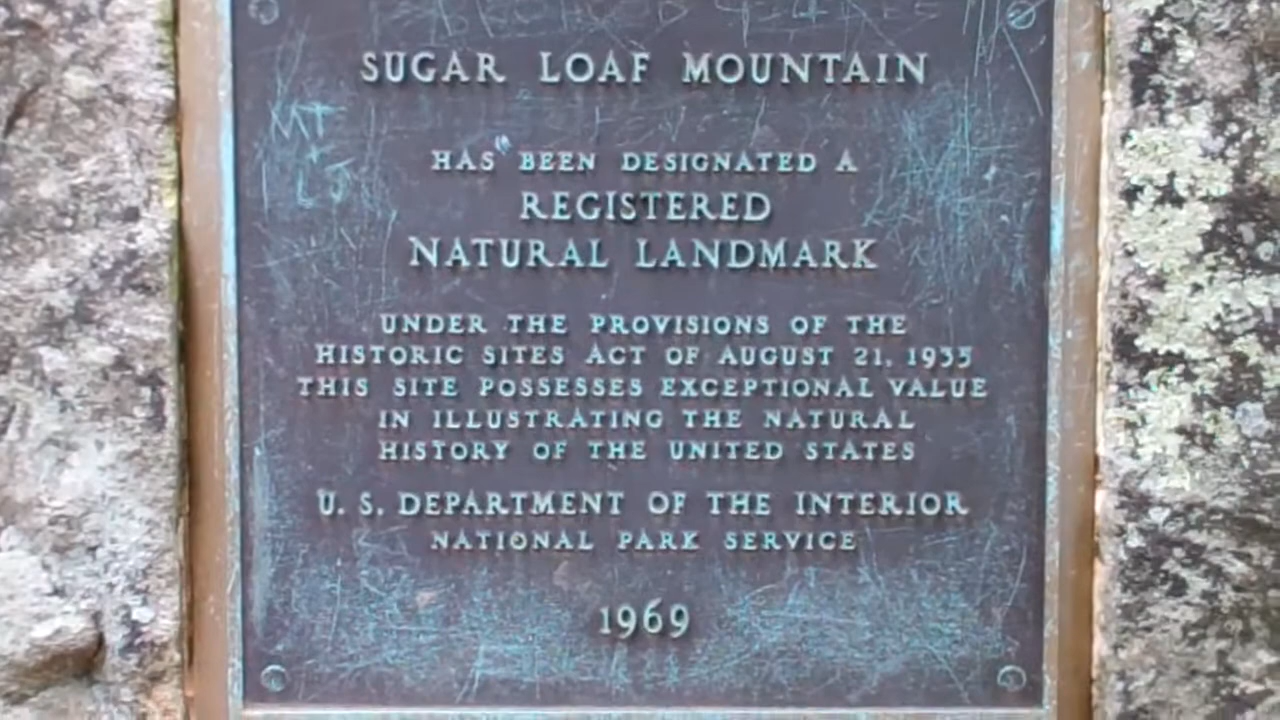 SUGAR LOAF MOUNTAIN
HAS BEEN DESIGNATED A
REGISTERED
NATURAL LANDMARK
UNDER THE PROVISIONS OF THE
HISTORIC SITES ACT OF AUGUST 21, 1935
THIS SITE POSSESSES EXCEPTIONAL VALUE
IN ILLUSTRATING THE NATURAL
HISTORY OF THE UNITED STATES
U. S. DEPARTMENT OF THE INTERIOR
NATIONAL PARK SERVICE
1969